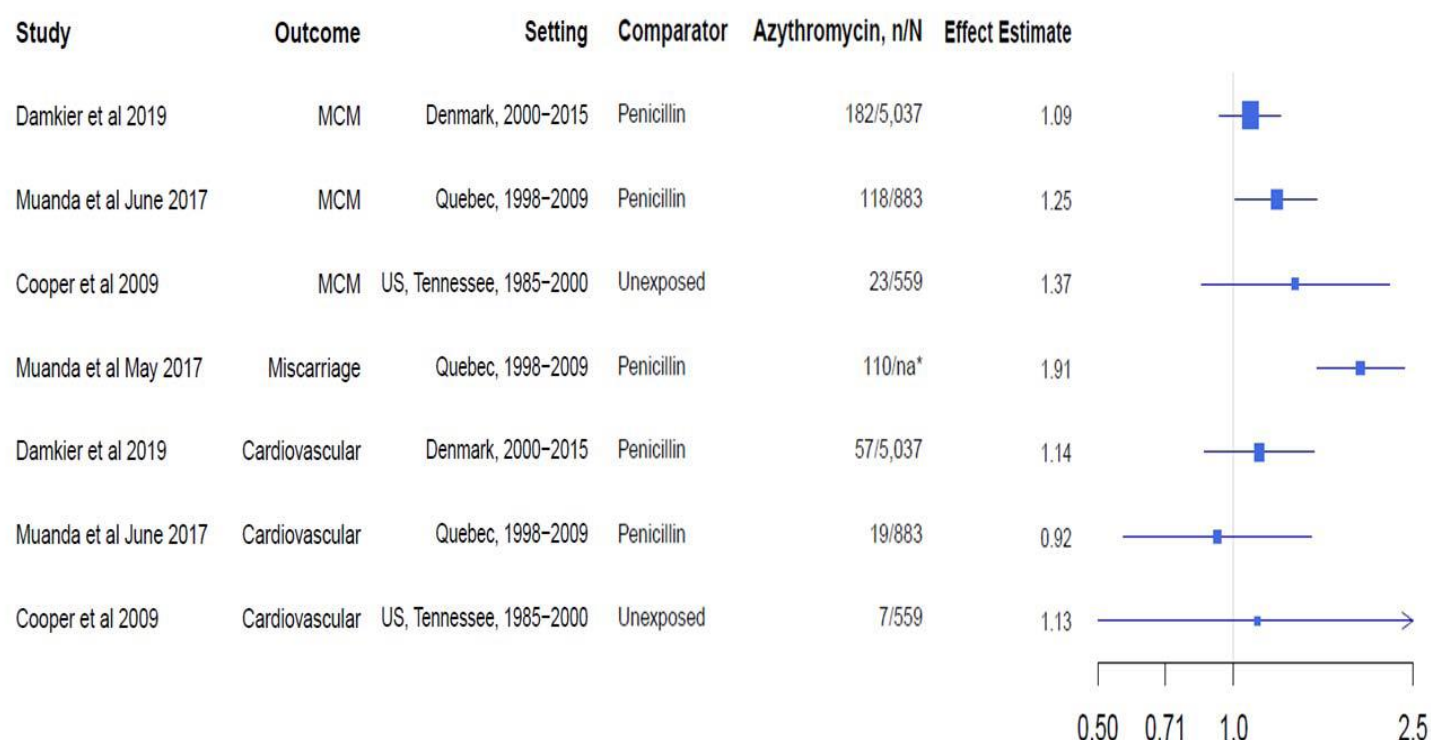 Study Outcome Setting Comparator Azythromycin, n/N Effect Estimate
Damkier et al 2019 MCM Denmark, 2000−2015 Penicillin 182/5,037 1.09
Muanda et al June 2017 MCM Quebec, 1998−2009 Penicillin 118/883 1.25
Cooper et al 2009 MCM US, Tennessee, 1985−2000 Unexposed 23/559 1.37
Muanda et al May 2017 Miscarriage Quebec, 1998−2009 Penicillin 110/na* 1.91
Damkier et al 2019 Cardiovascular Denmark, 2000−2015 Penicillin 57/5,037 1.14
Muanda et al June 2017 Cardiovascular Quebec, 1998−2009 Penicillin 19/883 0.92
Cooper et al 2009 Cardiovascular US, Tennessee, 1985−2000 Unexposed 7/559 1.13
0.50 0.71 1.0 2.5